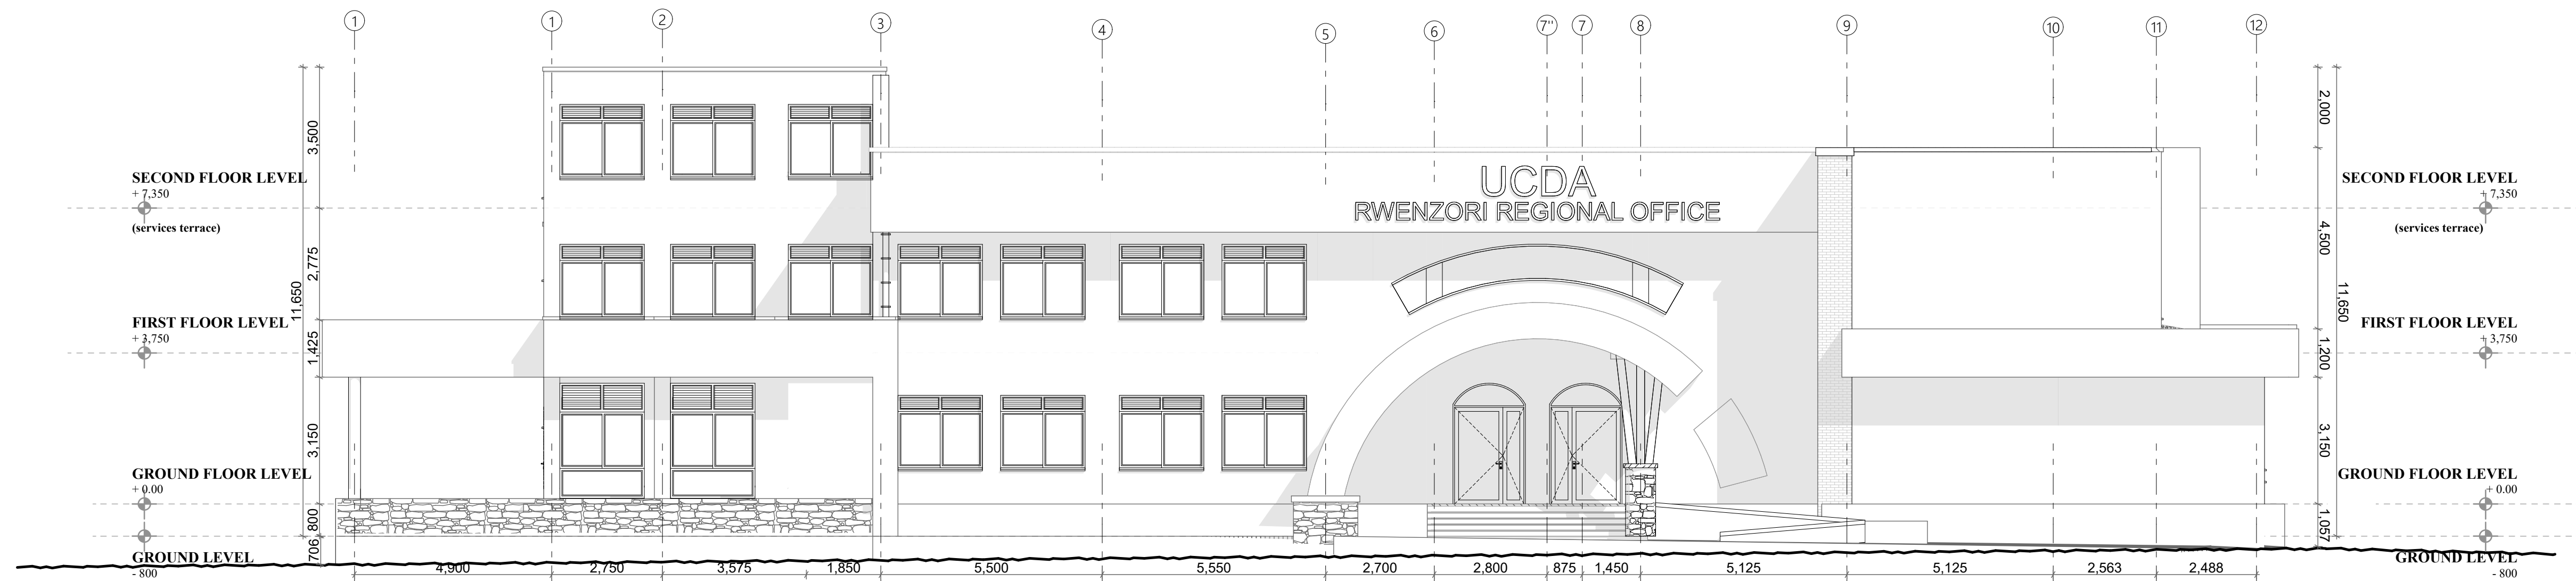 1 1 2 3 4 5 6 7" 7 8 9 10 11 12
UCDA
RWENZORI REGIONAL OFFICE
SECOND FLOOR LEVEL
+ 7,350
(services terrace)
FIRST FLOOR LEVEL
+ 3,750
GROUND FLOOR LEVEL
+ 0.00
GROUND LEVEL
- 800
11,650
3,500
2,775
1,425
3,150
800
706
2,000
4,500
1,200
3,150
1,057
11,650
SECOND FLOOR LEVEL
+ 7,350
(services terrace)
FIRST FLOOR LEVEL
+ 3,750
GROUND FLOOR LEVEL
+ 0.00
GROUND LEVEL
- 800
4,900 2,750 3,575 1,850 5,500 5,550 2,700 2,800 875 1,450 5,125 5,125 2,563 2,488